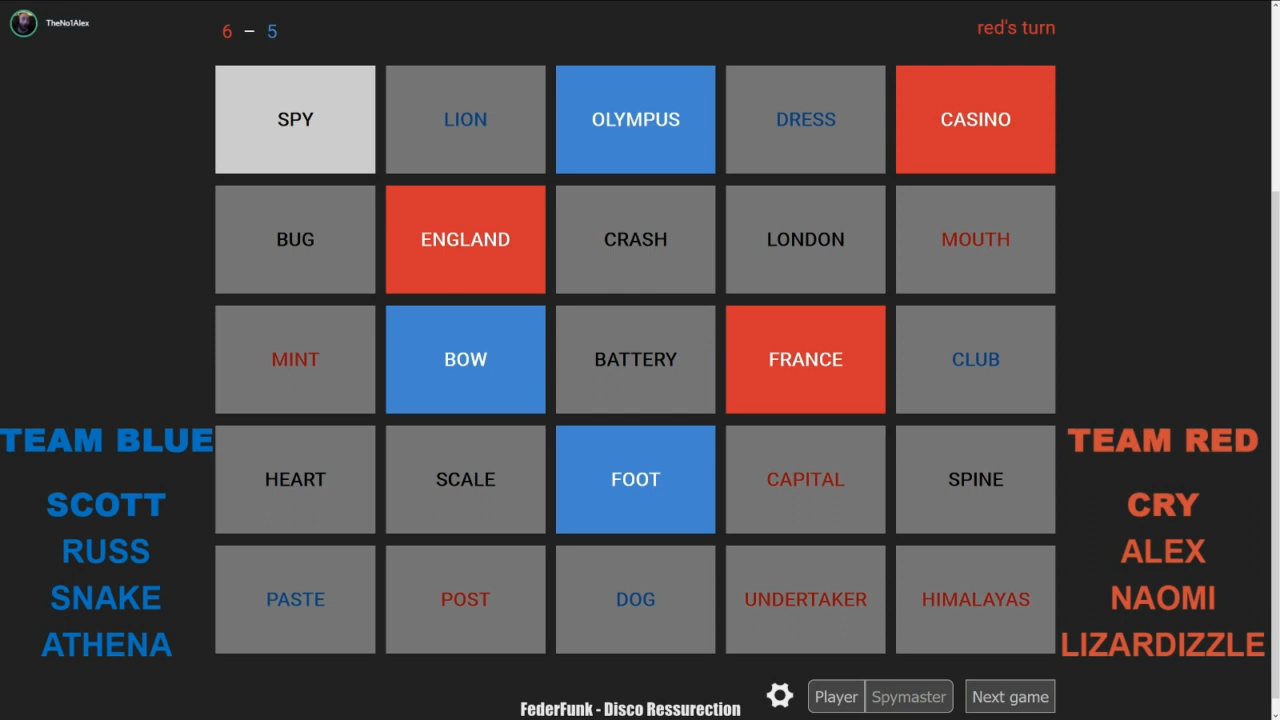 TheNo1Alex
6 – 5
red's turn
SPY LION OLYMPUS DRESS CASINO
BUG ENGLAND CRASH LONDON MOUTH
MINT BOW BATTERY FRANCE CLUB
HEART SCALE FOOT CAPITAL SPINE
PASTE POST DOG UNDERTAKER HIMALAYAS
TEAM BLUE
SCOTT
RUSS
SNAKE
ATHENA
TEAM RED
CRY
ALEX
NAOMI
LIZARDIZZLE
FederFunk - Disco Ressurection
Player Spymaster Next game